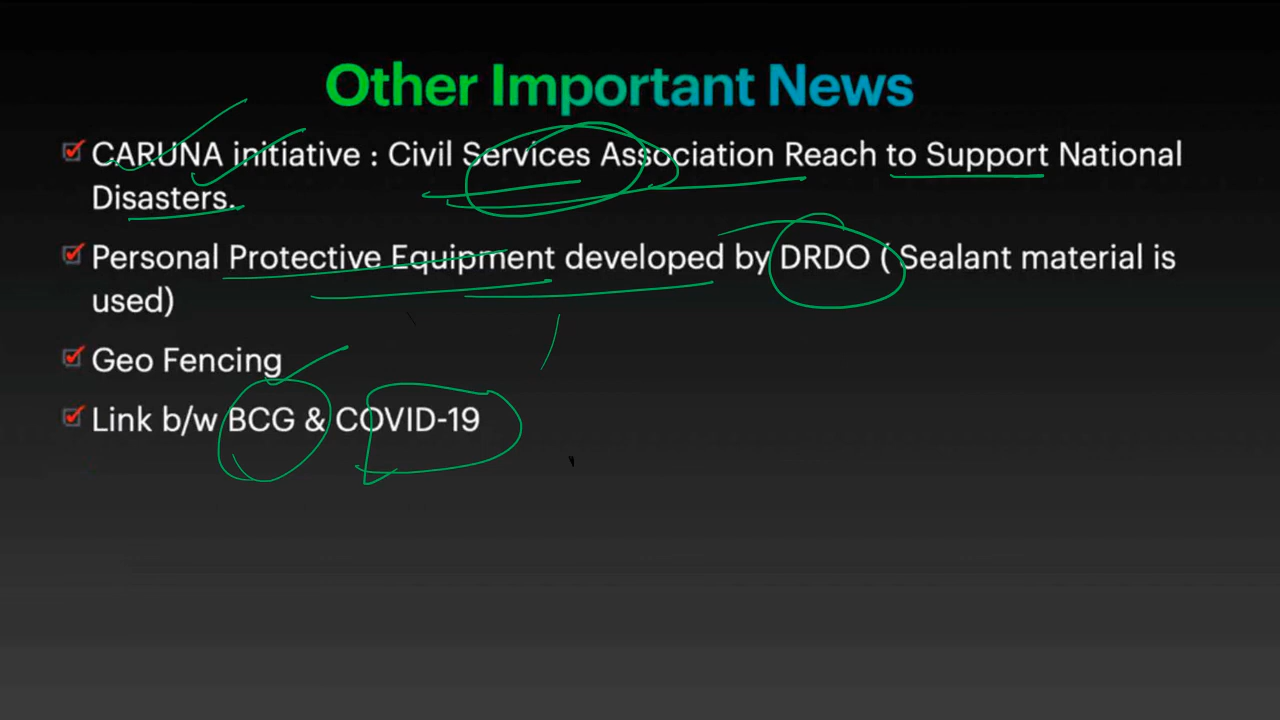 Other Important News
CARUNA initiative : Civil Services Association Reach to Support National
Disasters.
Personal Protective Equipment developed by DRDO ( Sealant material is
used)
Geo Fencing
Link b/w BCG & COVID-19